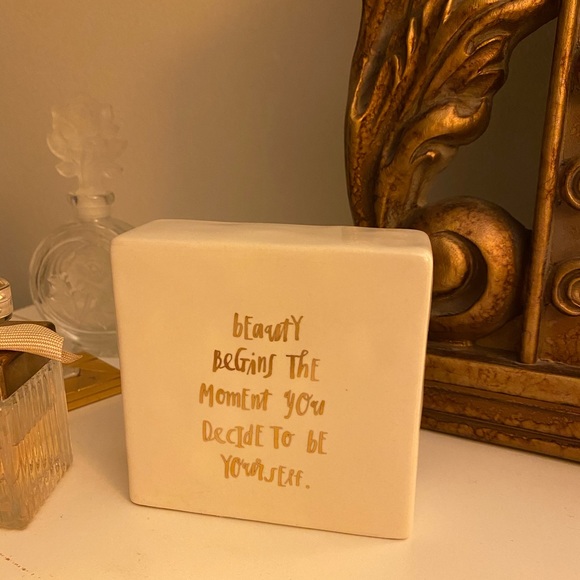 bEautY
BeGins The
Moment you
DeciDe To bE
YourselF.